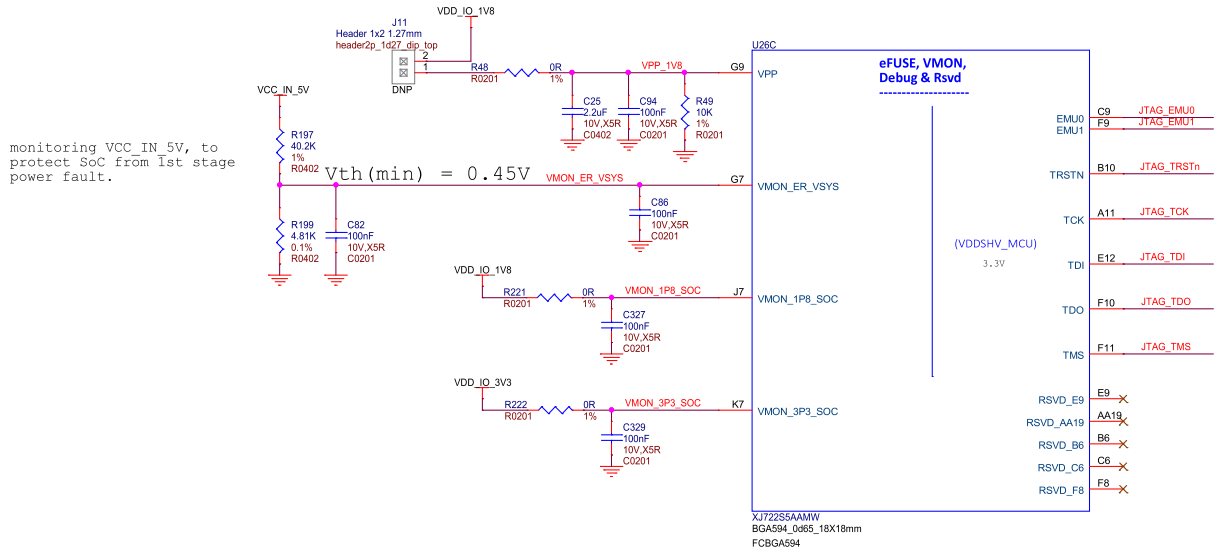 VDD_IO_1V8
J11
Header 1x2 1.27mm
header2p_1d27_dip_top
2
1
DNP
R48
R0201
0R
1%
VPP_1V8
C25
2.2uF
10V,X5R
C0402
C94
100nF
10V,X5R
C0201
R49
10K
1%
R0201
VCC_IN_5V
R197
40.2K
1%
R0402
monitoring VCC_IN_5V, to
protect SoC from 1st stage
power fault.
Vth(min) = 0.45V
VMON_ER_VSYS
R199
4.81K
0.1%
R0402
C82
100nF
10V,X5R
C0201
C86
100nF
10V,X5R
C0201
VDD_IO_1V8
R221
R0201
0R
1%
VMON_1P8_SOC
C327
100nF
10V,X5R
C0201
VDD_IO_3V3
R222
R0201
0R
1%
VMON_3P3_SOC
C329
100nF
10V,X5R
C0201
U26C
eFUSE, VMON,
Debug & Rsvd
--------------------
G9
VPP
G7
VMON_ER_VSYS
J7
VMON_1P8_SOC
K7
VMON_3P3_SOC
(VDDSHV_MCU)
3.3V
EMU0
C9
JTAG_EMU0
EMU1
F9
JTAG_EMU1
TRSTN
B10
JTAG_TRSTn
TCK
A11
JTAG_TCK
TDI
E12
JTAG_TDI
TDO
F10
JTAG_TDO
TMS
F11
JTAG_TMS
RSVD_E9
E9
RSVD_AA19
AA19
RSVD_B6
B6
RSVD_C6
C6
RSVD_F8
F8
XJ722S5AAMW
BGA594_0d65_18X18mm
FCBGA594